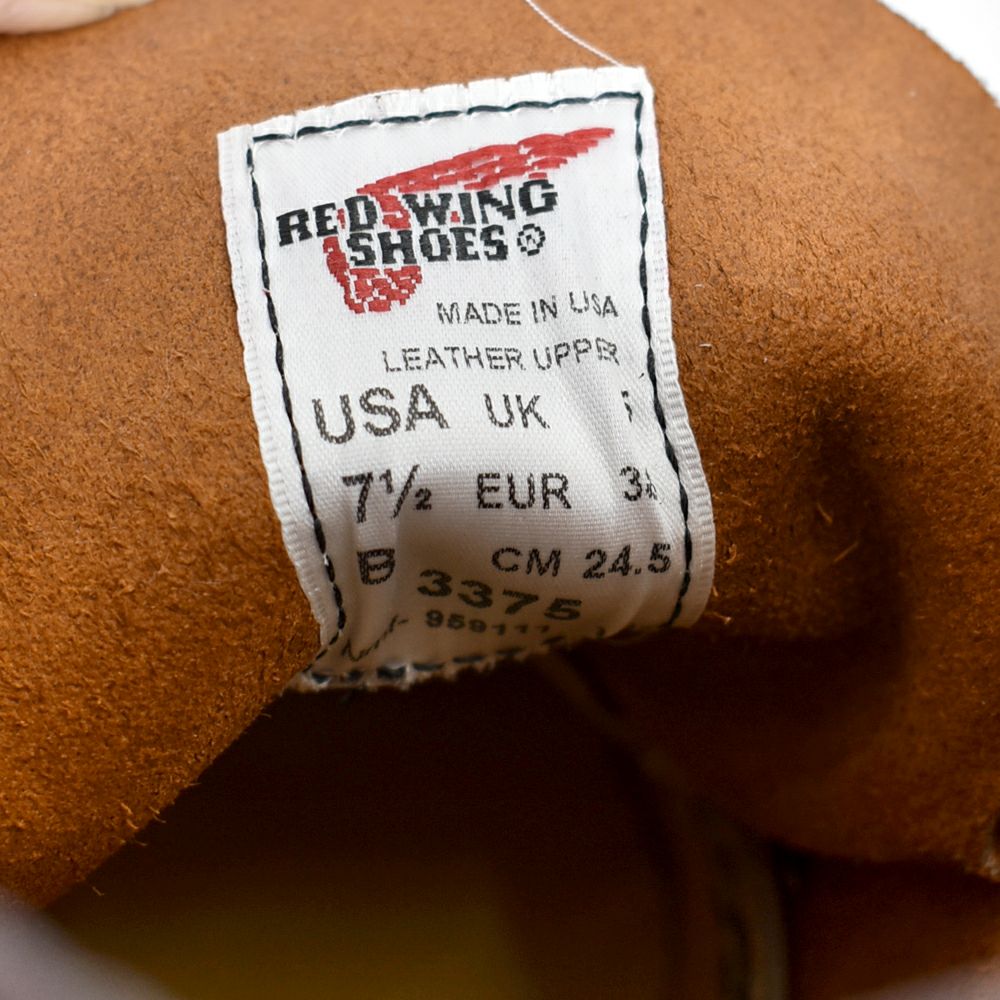 RED WING
SHOES®
MADE IN USA
LEATHER UPPER
USA UK
7½ EUR
B CM 24.5
3375